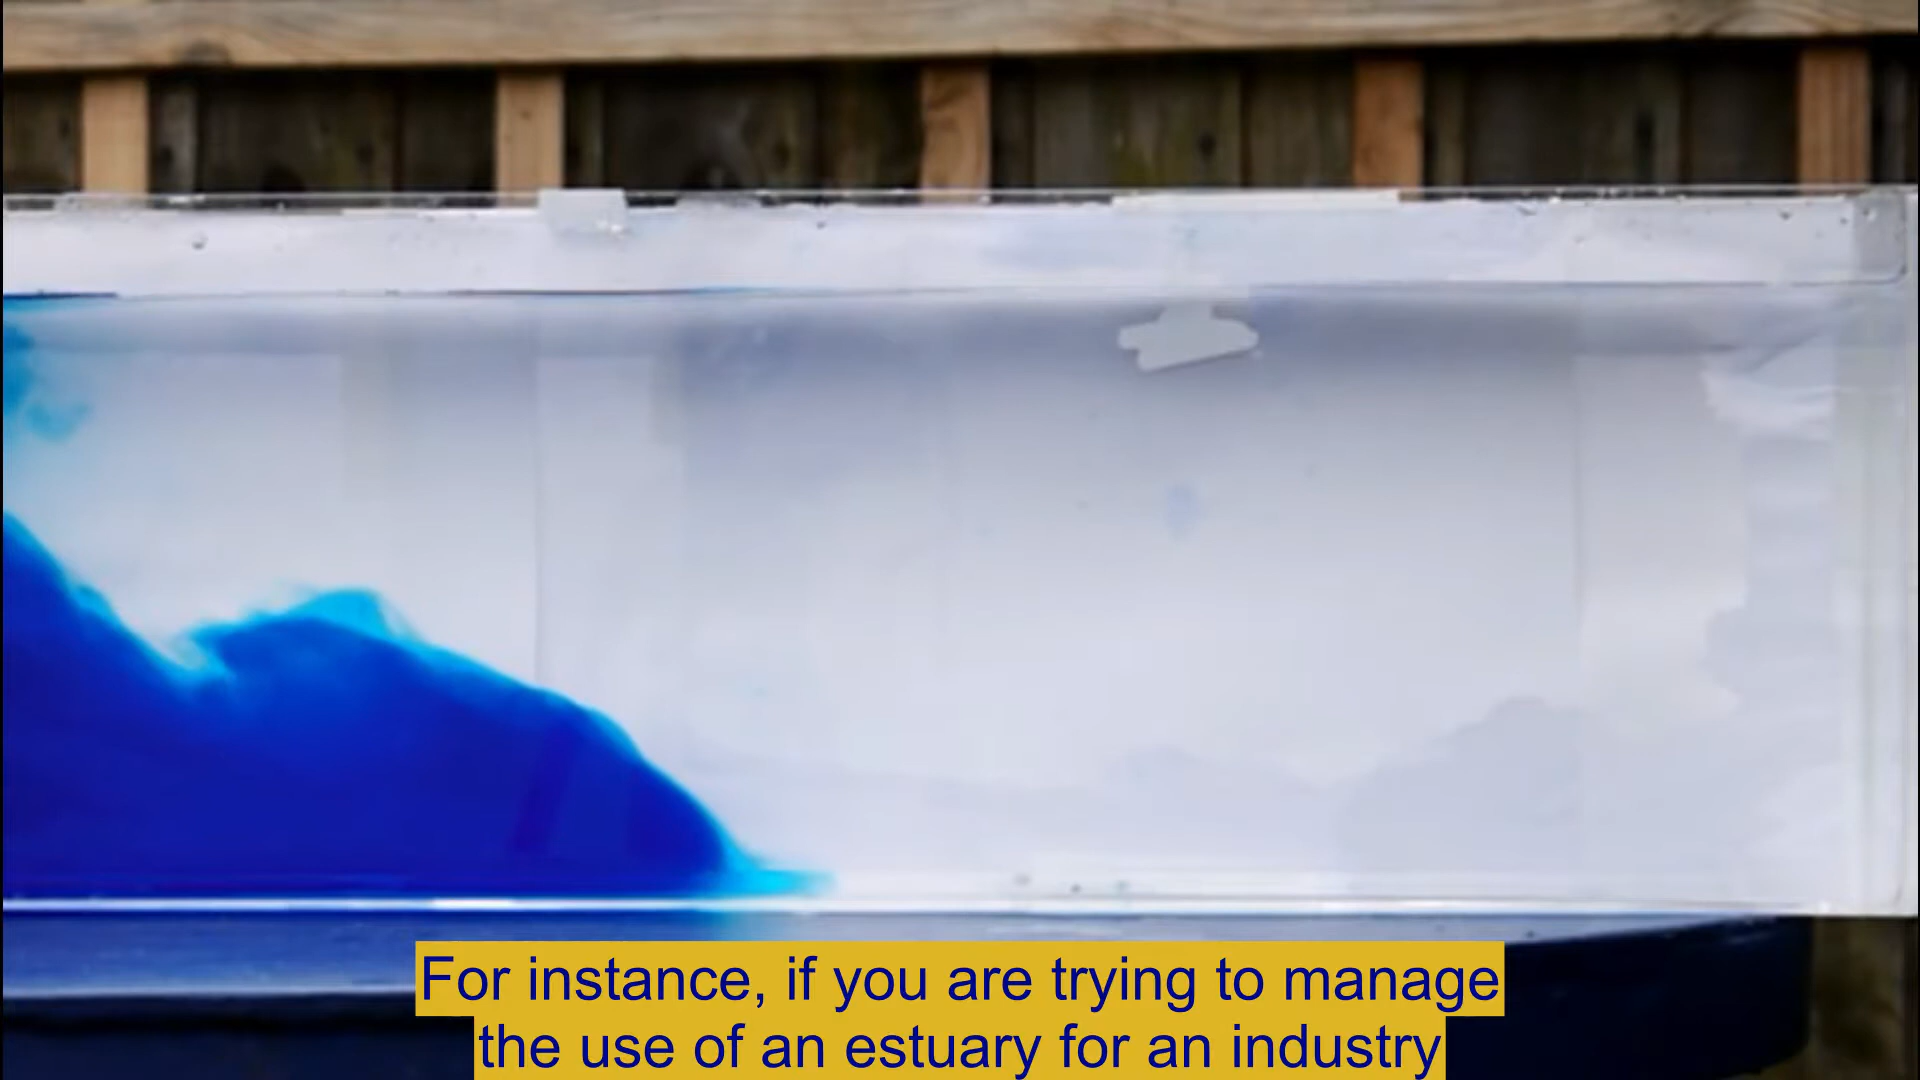 For instance, if you are trying to manage
the use of an estuary for an industry